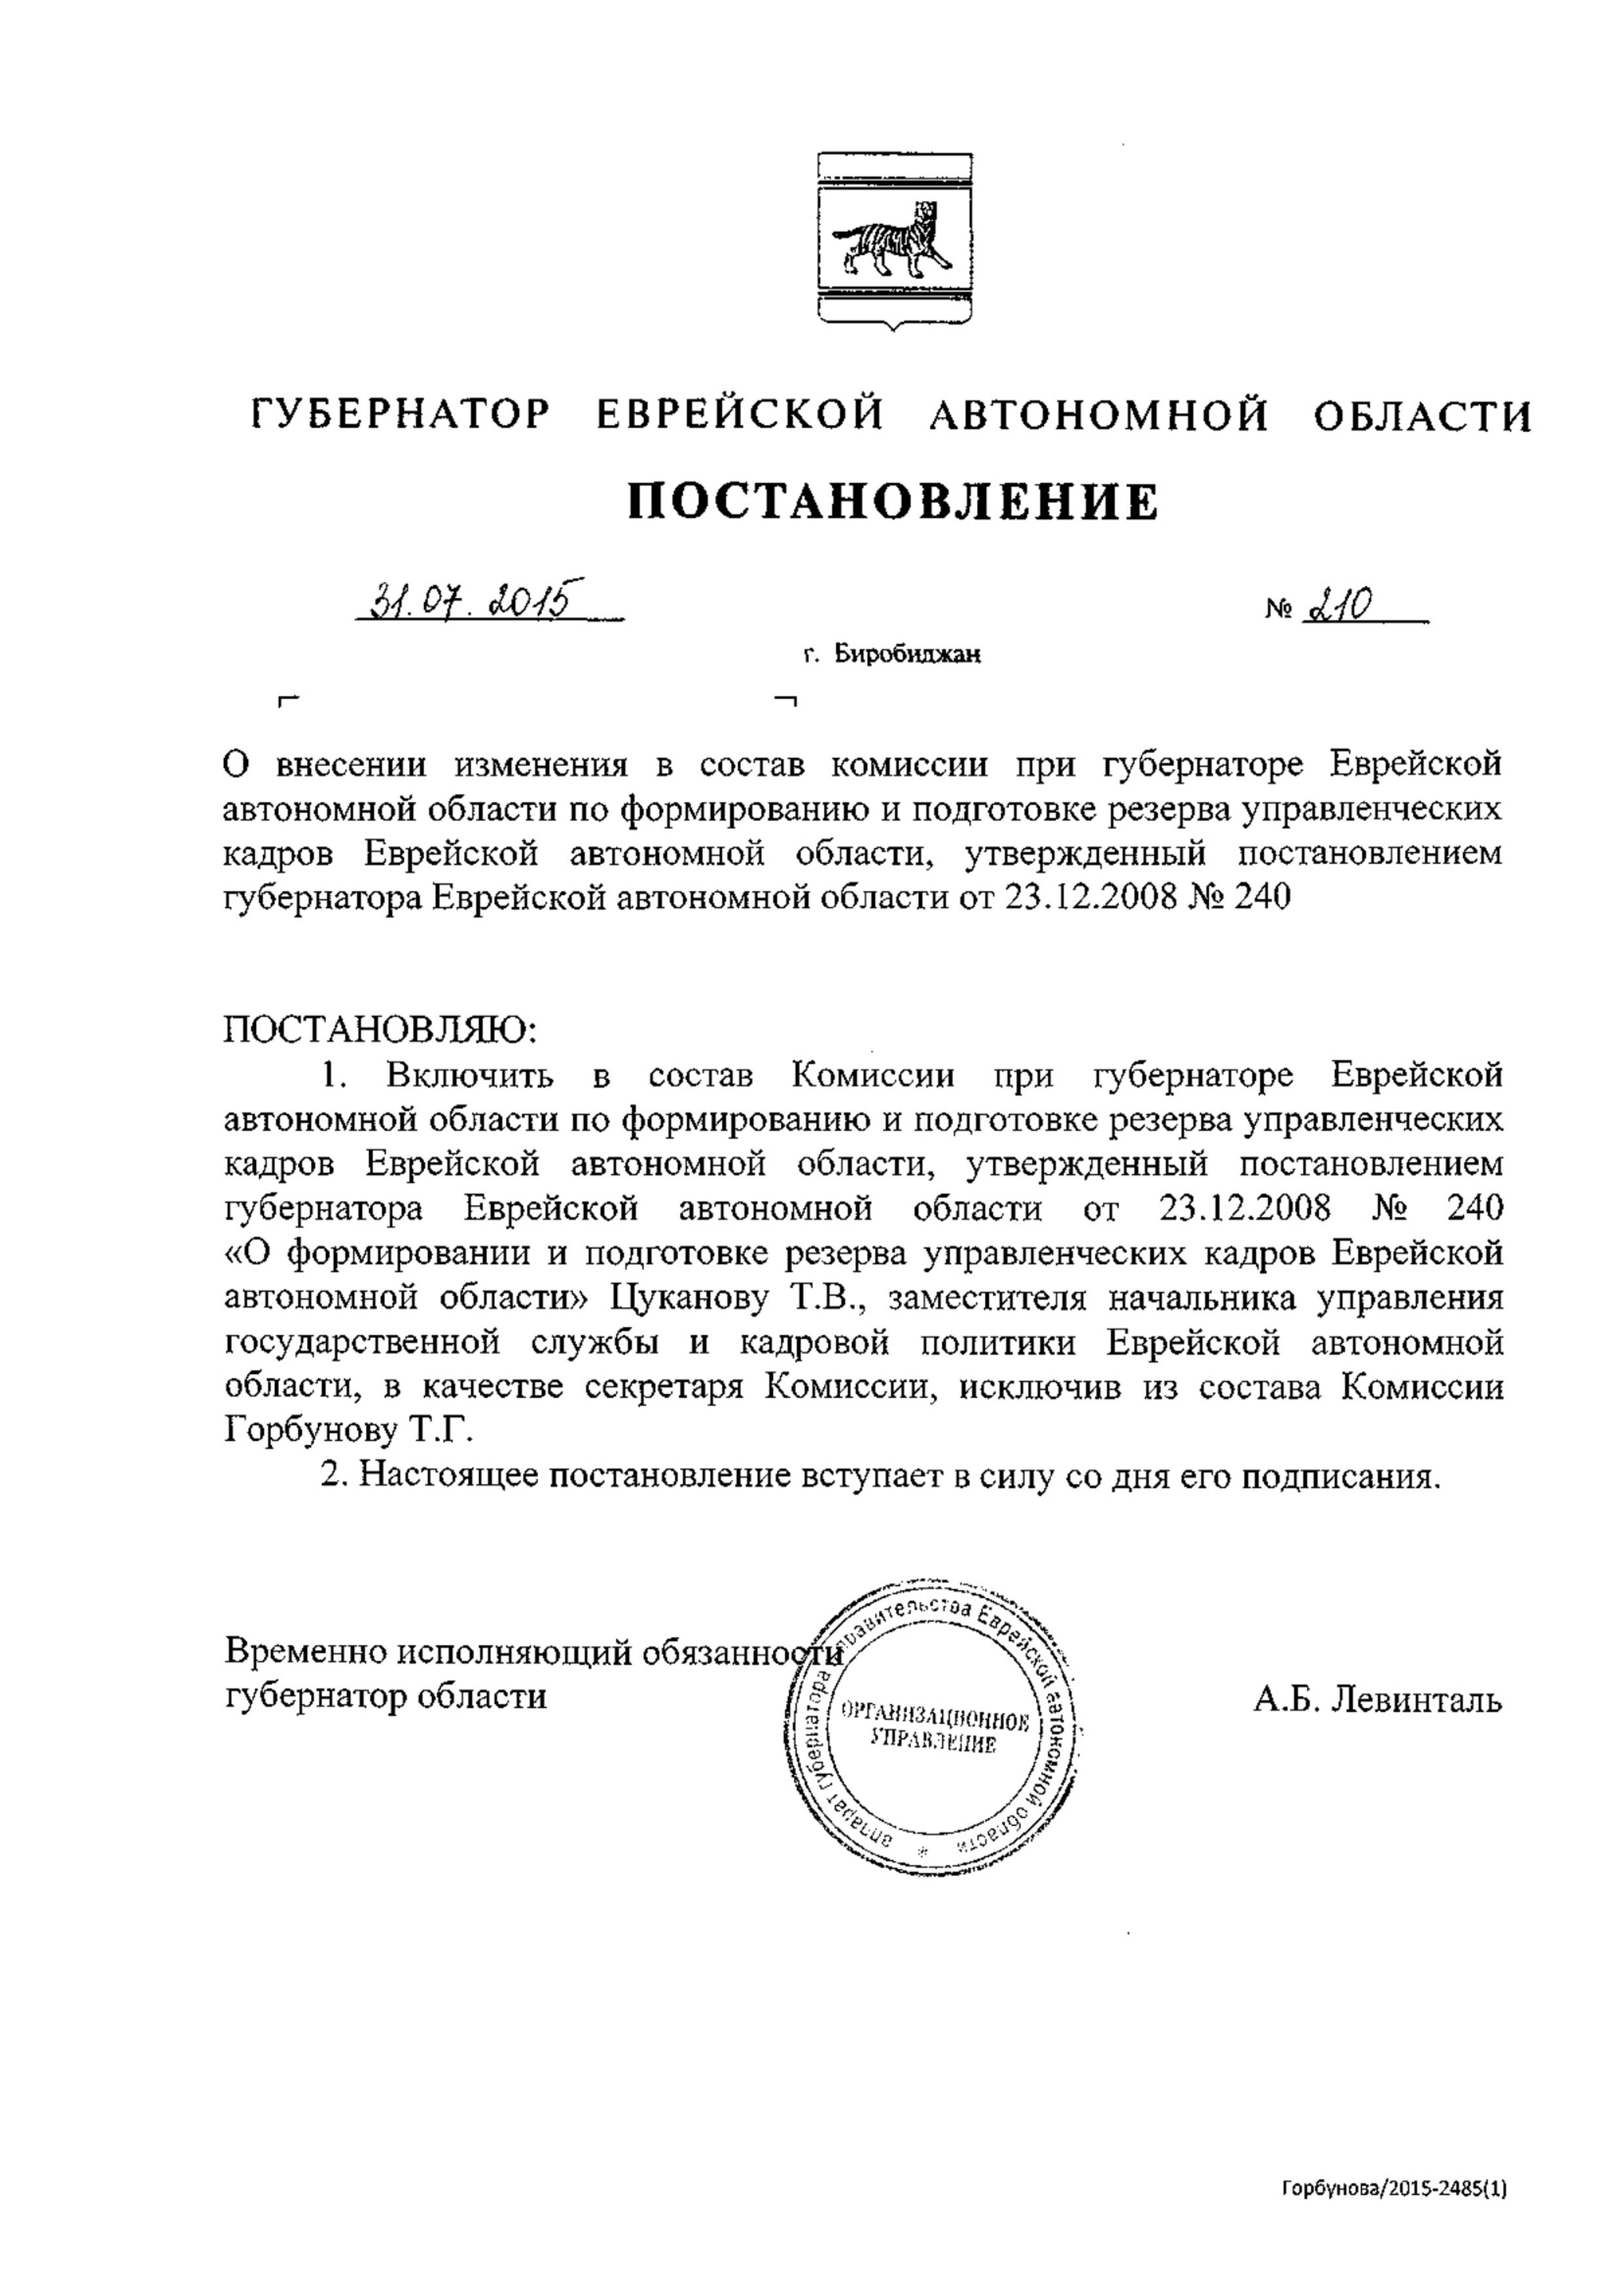 ГУБЕРНАТОР ЕВРЕЙСКОЙ АВТОНОМНОЙ ОБЛАСТИ
ПОСТАНОВЛЕНИЕ
31.07.2015 № 210
г. Биробиджан
О внесении изменения в состав комиссии при губернаторе Еврейской
автономной области по формированию и подготовке резерва управленческих
кадров Еврейской автономной области, утвержденный постановлением
губернатора Еврейской автономной области от 23.12.2008 № 240
ПОСТАНОВЛЯЮ:
1. Включить в состав Комиссии при губернаторе Еврейской
автономной области по формированию и подготовке резерва управленческих
кадров Еврейской автономной области, утвержденный постановлением
губернатора Еврейской автономной области от 23.12.2008 № 240
«О формировании и подготовке резерва управленческих кадров Еврейской
автономной области» Цуканову Т.В., заместителя начальника управления
государственной службы и кадровой политики Еврейской автономной
области, в качестве секретаря Комиссии, исключив из состава Комиссии
Горбунову Т.Г.
2. Настоящее постановление вступает в силу со дня его подписания.
Временно исполняющий обязанности
губернатор области А.Б. Левинталь
аппарат губернатора правительства Еврейской автономной области *
ОРГАНИЗАЦИОННОЕ
УПРАВЛЕНИЕ
Горбунова/2015-2485(1)